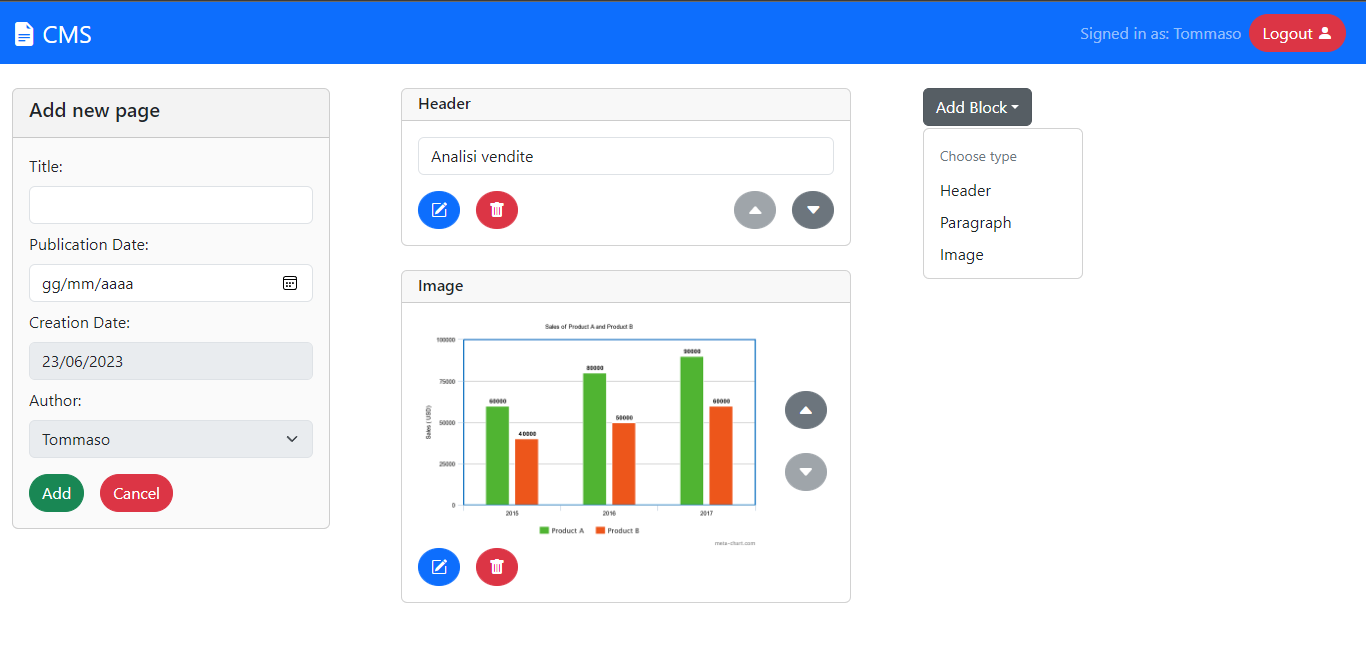 CMS
Signed in as: Tommaso
Logout
Add new page
Title:
Publication Date:
gg/mm/aaaa
Creation Date:
23/06/2023
Author:
Tommaso
Add
Cancel
Header
Analisi vendite
Image
Sales of Product A and Product B
Sales ( USD)
100000
75000
50000
25000
0
60000
40000
80000
50000
90000
60000
2015
2016
2017
Product A
Product B
meta-chart.com
Add Block
Choose type
Header
Paragraph
Image